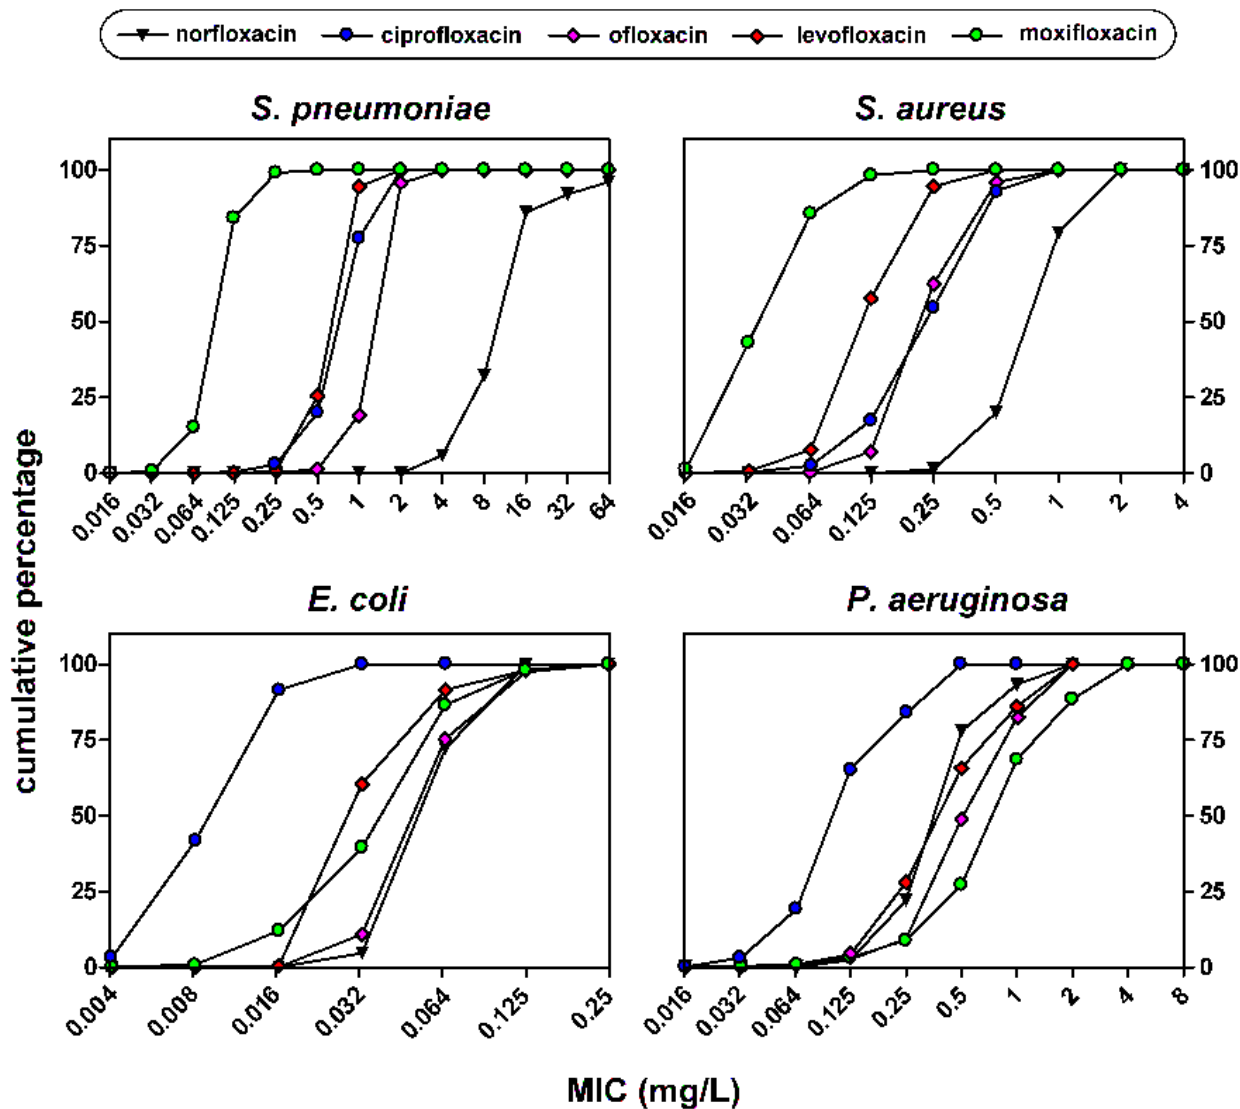 norfloxacin ciprofloxacin ofloxacin levofloxacin moxifloxacin
S. pneumoniae
100
75
50
25
0
0.016 0.032 0.064 0.125 0.25 0.5 1 2 4 8 16 32 64
S. aureus
100
75
50
25
0
0.016 0.032 0.064 0.125 0.25 0.5 1 2 4
cumulative percentage
E. coli
100
75
50
25
0
0.004 0.008 0.016 0.032 0.064 0.125 0.25
P. aeruginosa
100
75
50
25
0
0.016 0.032 0.064 0.125 0.25 0.5 1 2 4 8
MIC (mg/L)